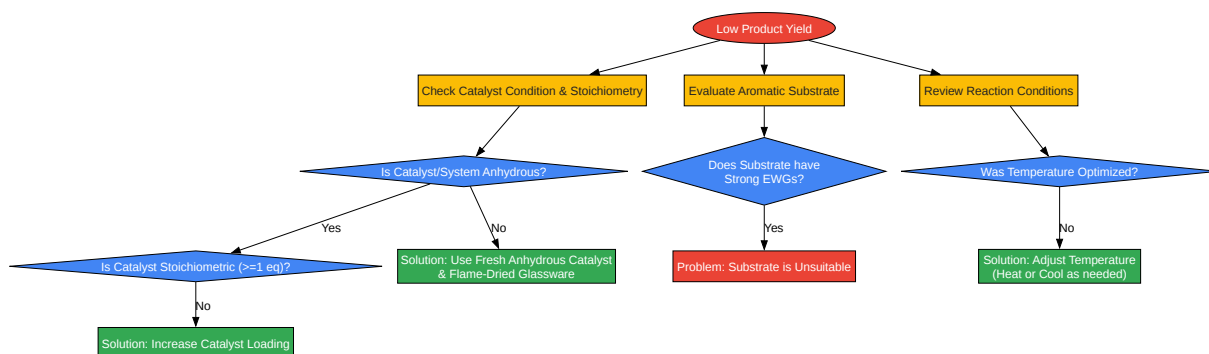 Low Product Yield
Check Catalyst Condition & Stoichiometry
Evaluate Aromatic Substrate
Review Reaction Conditions
Is Catalyst/System Anhydrous?
Does Substrate have
Strong EWGs?
Was Temperature Optimized?
Yes
No
Yes
No
Is Catalyst Stoichiometric (>=1 eq)?
Solution: Use Fresh Anhydrous Catalyst
& Flame-Dried Glassware
Problem: Substrate is Unsuitable
Solution: Adjust Temperature
(Heat or Cool as needed)
No
Solution: Increase Catalyst Loading